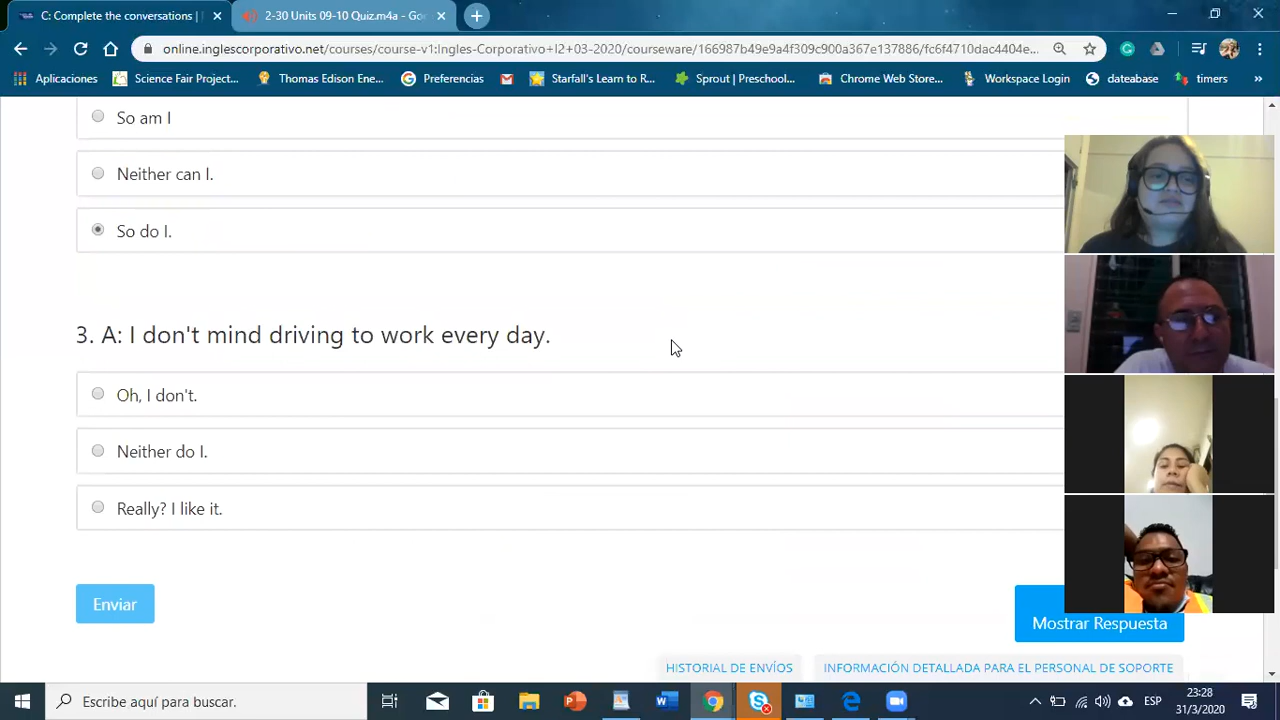 C: Complete the conversations |
2-30 Units 09-10 Quiz.m4a - Go
online.inglescorporativo.net/courses/course-v1:Ingles-Corporativo+I2+03-2020/courseware/166987b49e9a4f309c900a367e137886/fc6f4710dac4404e...
Aplicaciones
Science Fair Project...
Thomas Edison Ene...
Preferencias
Starfall's Learn to R...
Sprout | Preschool...
Chrome Web Store...
Workspace Login
dateabase
timers
So am I
Neither can I.
So do I.
3. A: I don't mind driving to work every day.
Oh, I don't.
Neither do I.
Really? I like it.
Enviar
Mostrar Respuesta
HISTORIAL DE ENVÍOS
INFORMACIÓN DETALLADA PARA EL PERSONAL DE SOPORTE
Escribe aquí para buscar.
ESP
23:28
31/3/2020